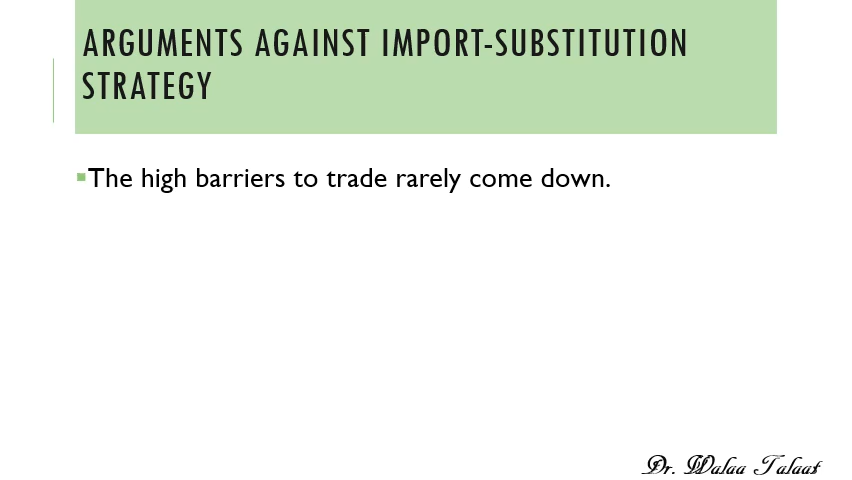 ARGUMENTS AGAINST IMPORT-SUBSTITUTION
STRATEGY
▪The high barriers to trade rarely come down.
Dr. Walaa Talaat